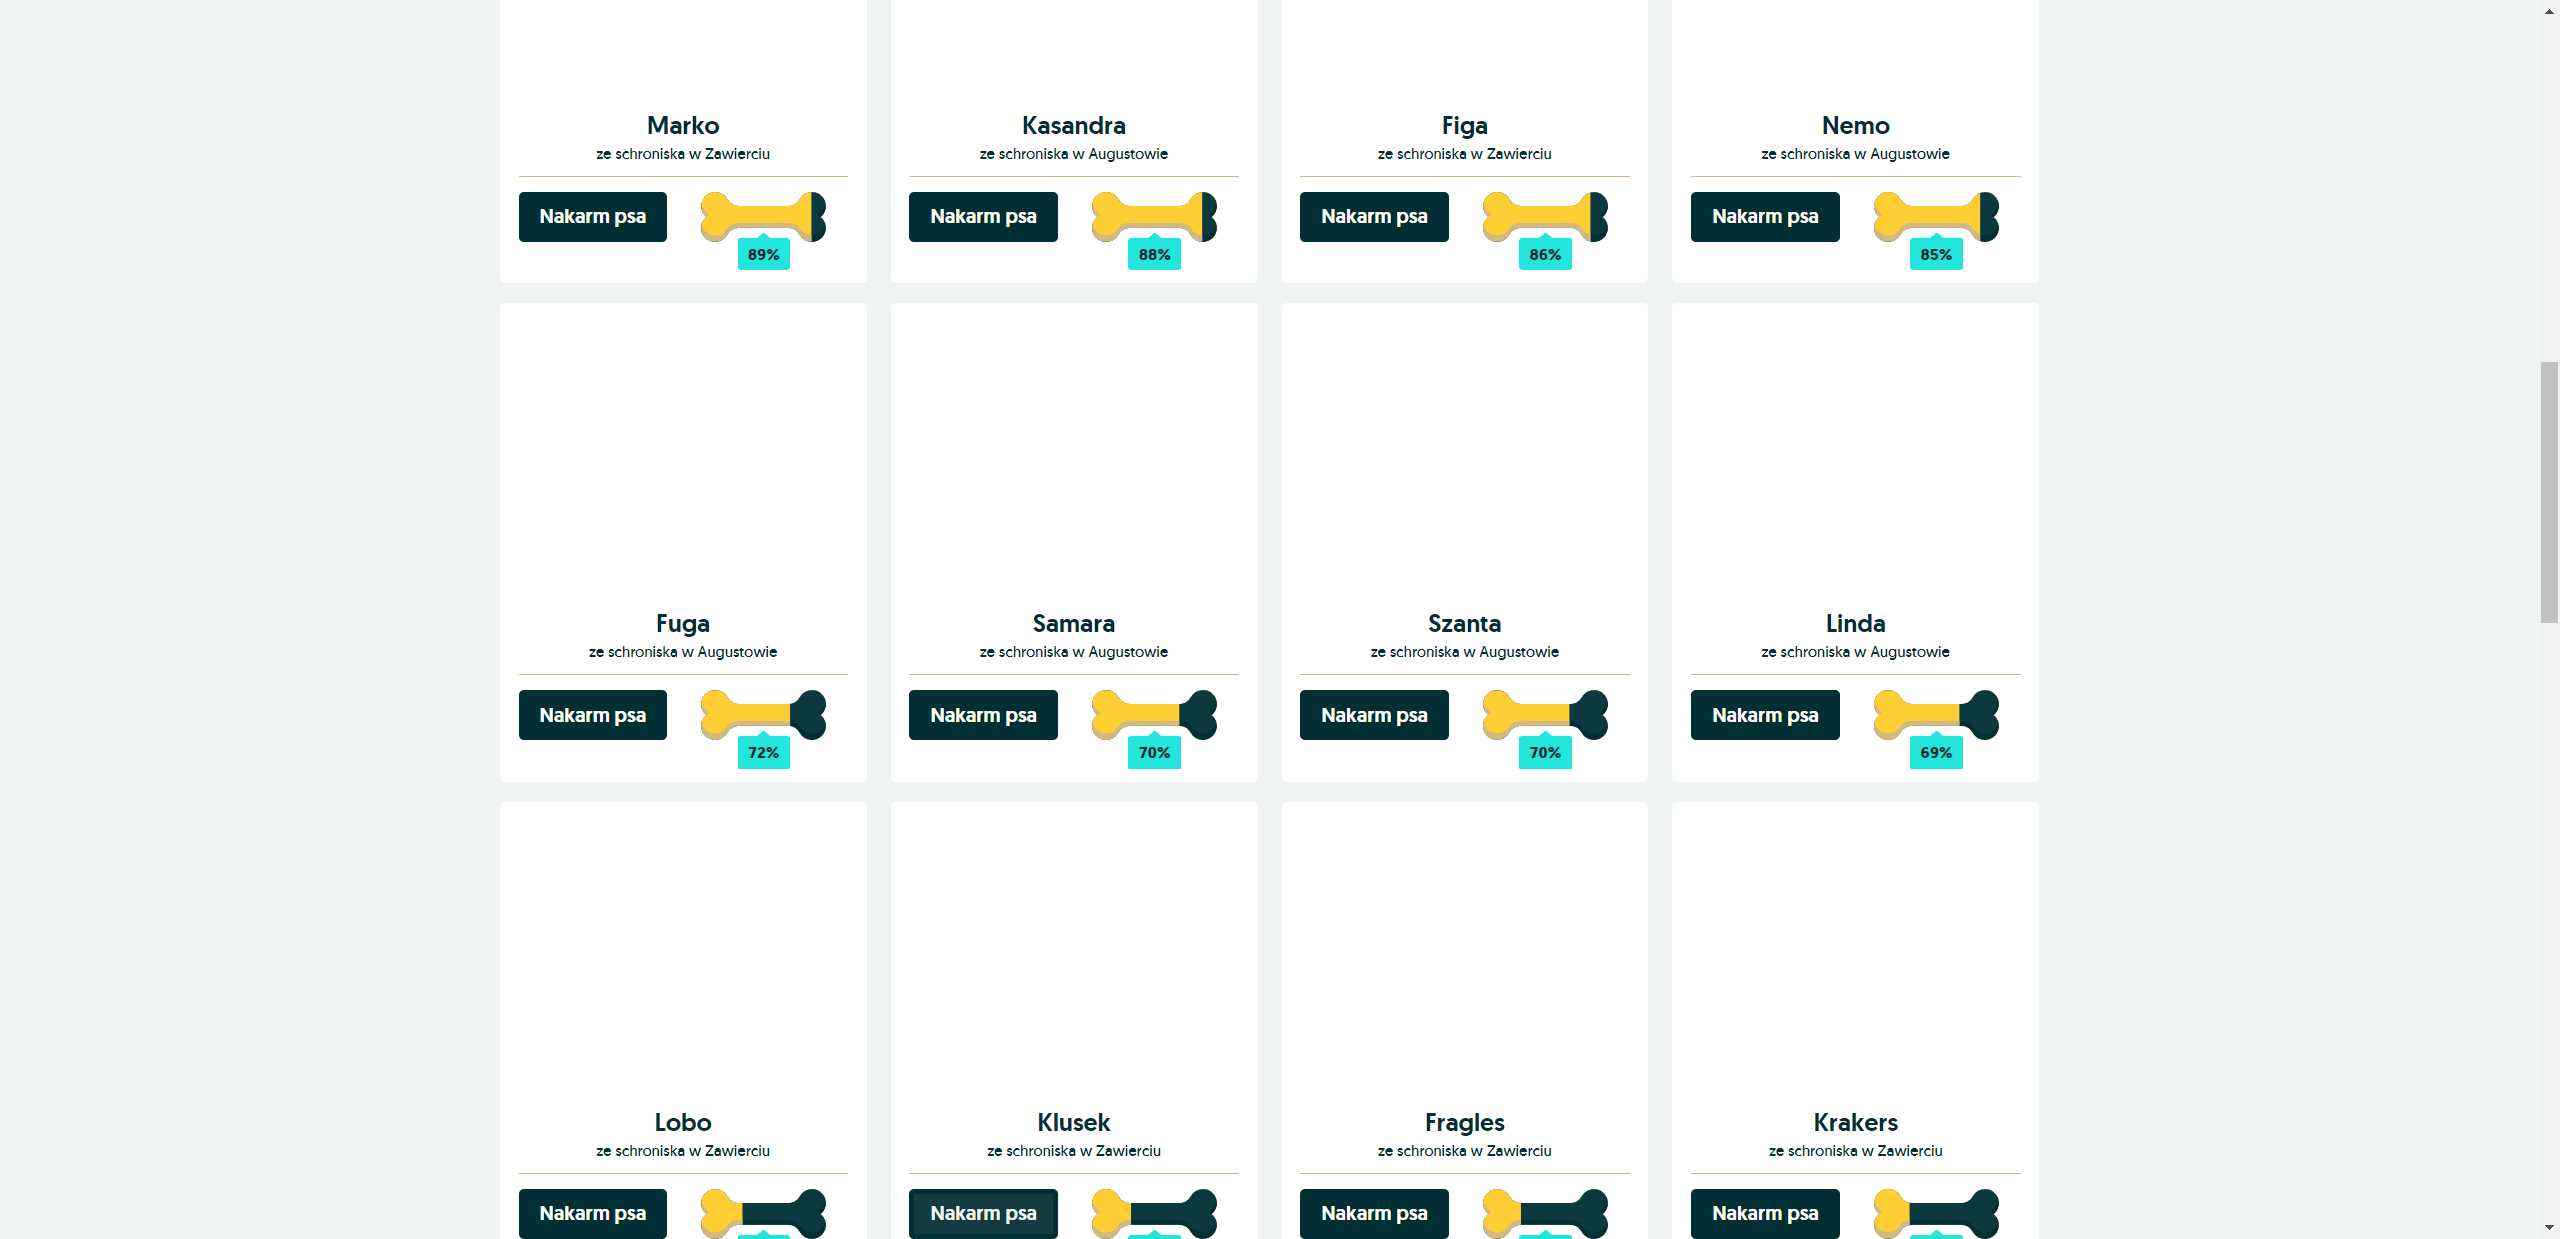 Marko
ze schroniska w Zawierciu
Nakarm psa
89%
Kasandra
ze schroniska w Augustowie
Nakarm psa
88%
Figa
ze schroniska w Zawierciu
Nakarm psa
86%
Nemo
ze schroniska w Augustowie
Nakarm psa
85%
Fuga
ze schroniska w Augustowie
Nakarm psa
72%
Samara
ze schroniska w Augustowie
Nakarm psa
70%
Szanta
ze schroniska w Augustowie
Nakarm psa
70%
Linda
ze schroniska w Augustowie
Nakarm psa
69%
Lobo
ze schroniska w Zawierciu
Nakarm psa
Klusek
ze schroniska w Zawierciu
Nakarm psa
Fragles
ze schroniska w Zawierciu
Nakarm psa
Krakers
ze schroniska w Zawierciu
Nakarm psa